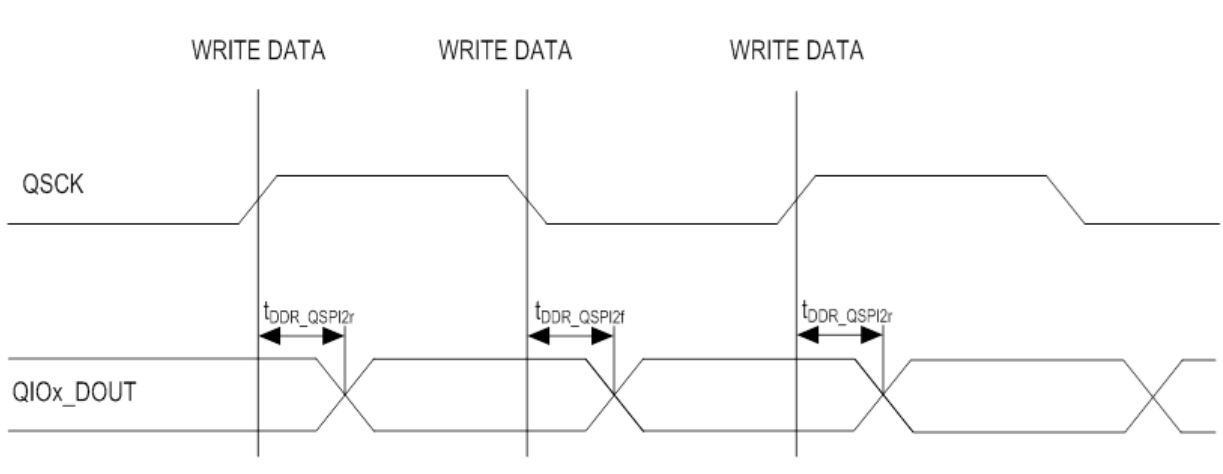 WRITE DATA WRITE DATA WRITE DATA
QSCK
tDDR_QSPI2r tDDR_QSPI2f tDDR_QSPI2r
QIOx_DOUT